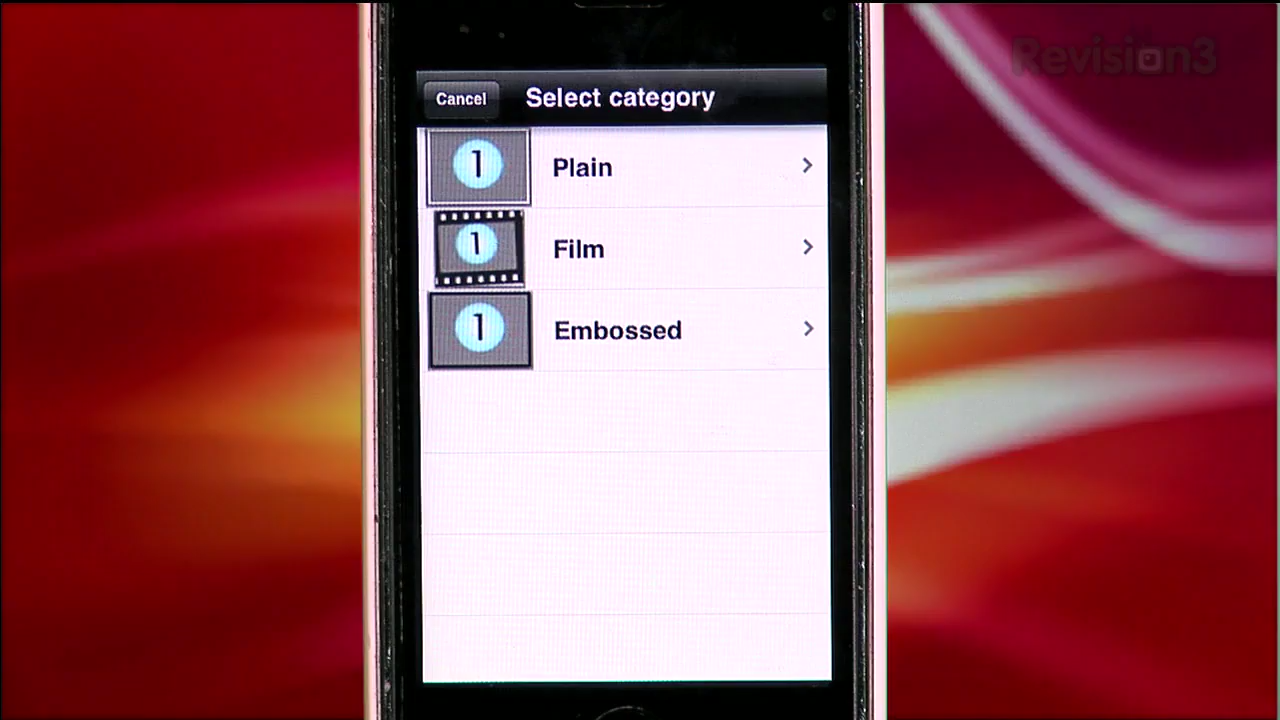 Revision3
Cancel
Select category
1
Plain
1
Film
1
Embossed